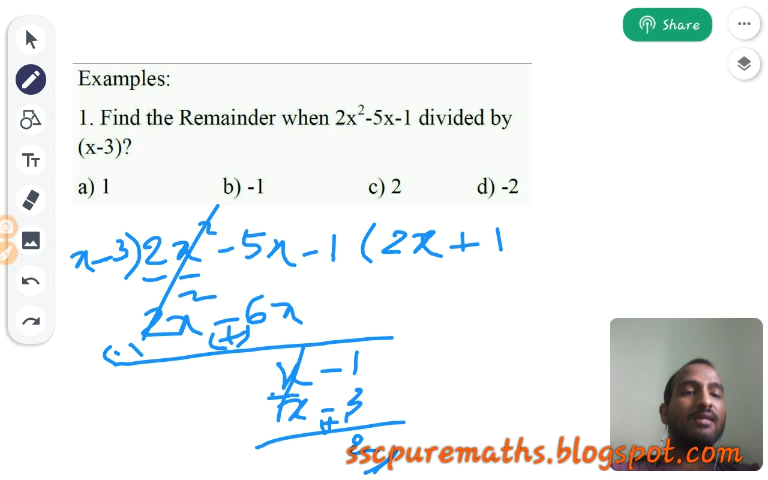 Share
Examples:
1. Find the Remainder when 2x²-5x-1 divided by
(x-3)?
a) 1 b) -1 c) 2 d) -2
x-3)2x²-5x-1(2x+1
2x²-6x
(-) (+)
x-1
x-3
- +
2
sscpuremaths.blogspot.com